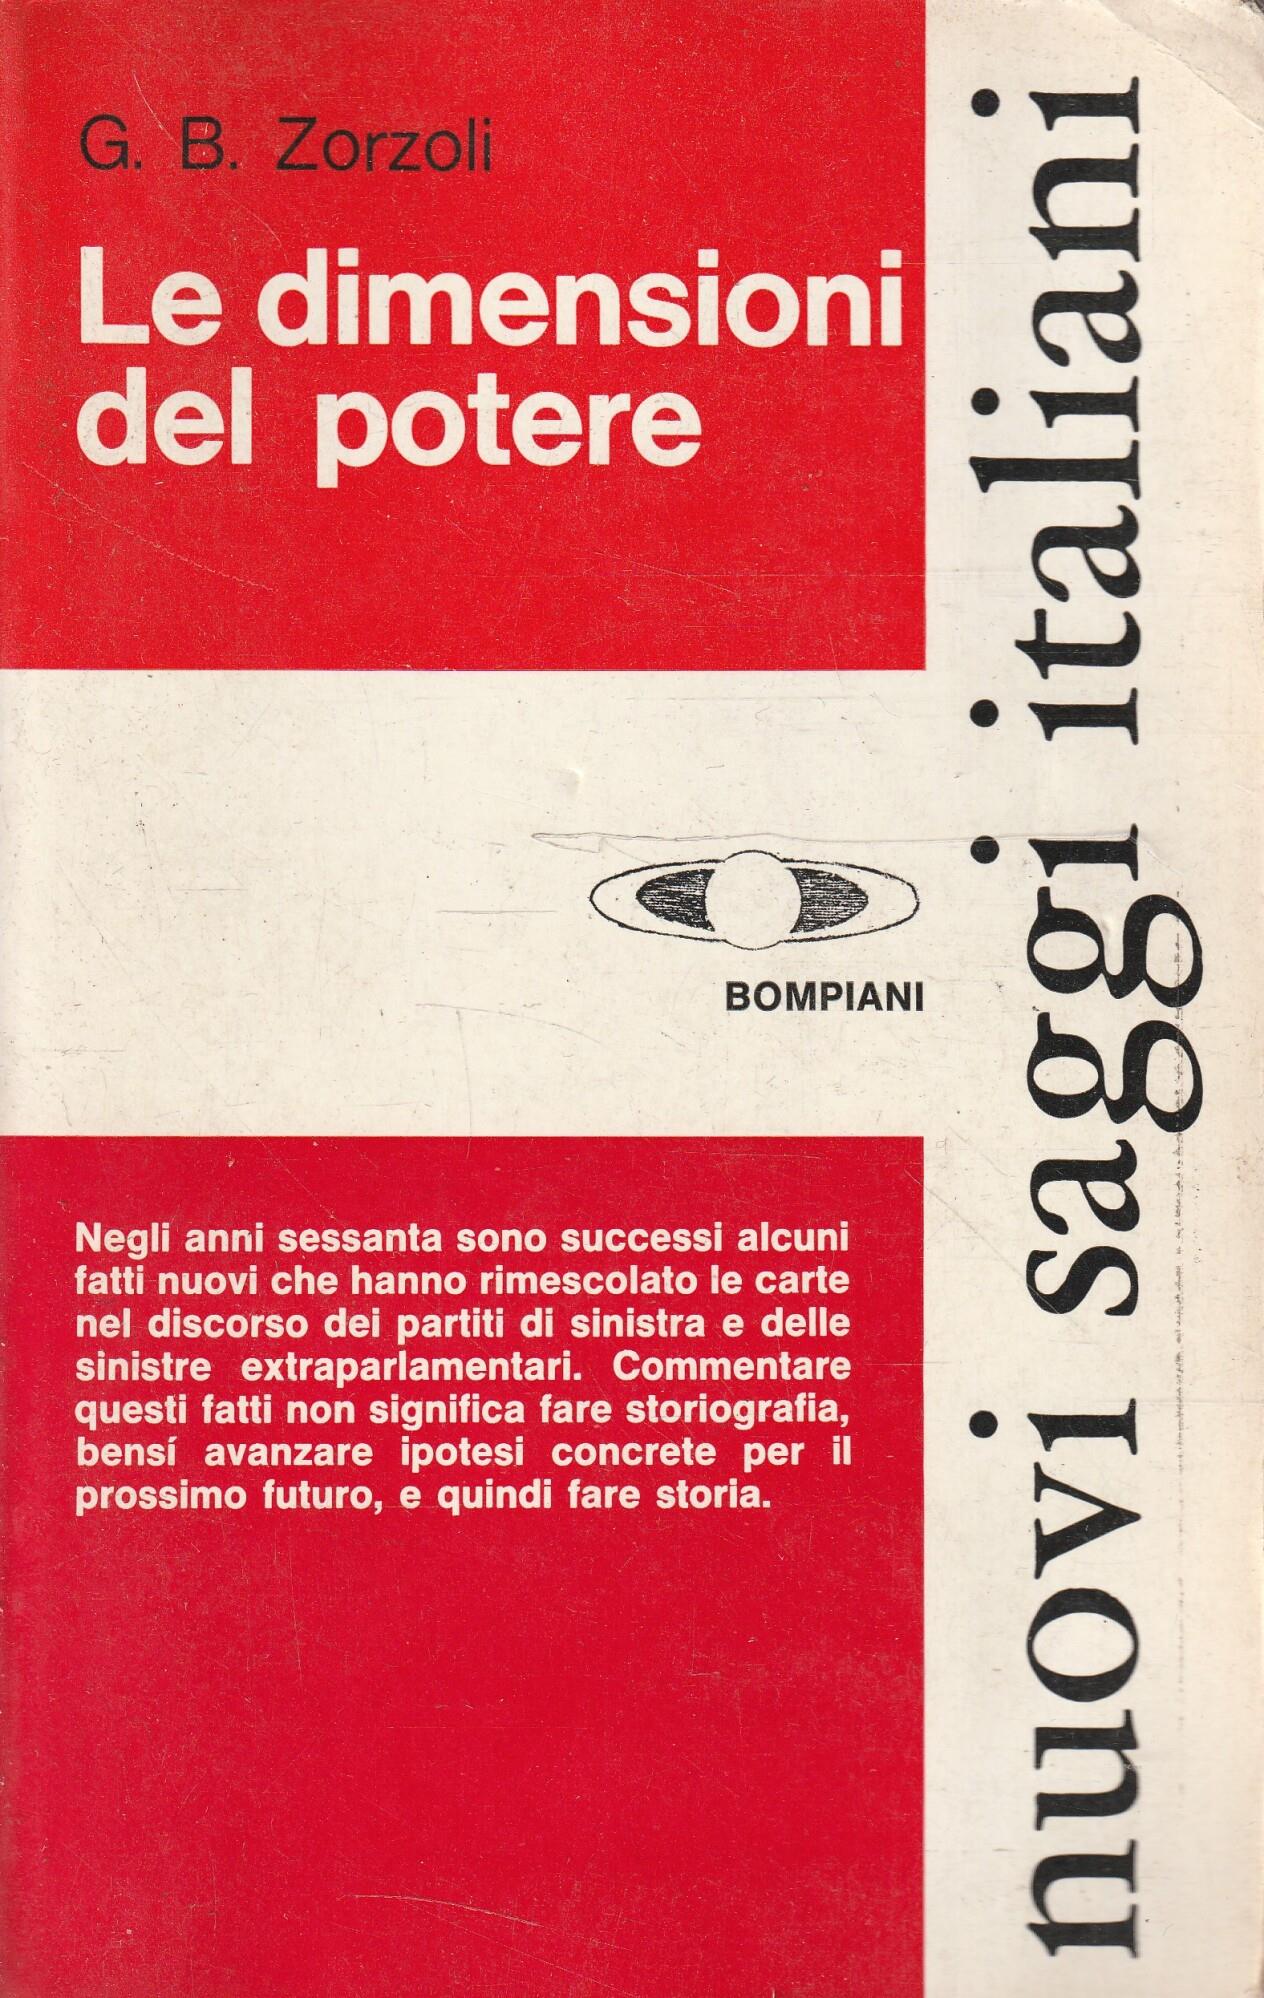 G. B. Zorzoli
Le dimensioni
del potere
BOMPIANI
Negli anni sessanta sono successi alcuni
fatti nuovi che hanno rimescolato le carte
nel discorso dei partiti di sinistra e delle
sinistre extraparlamentari. Commentare
questi fatti non significa fare storiografia,
bensí avanzare ipotesi concrete per il
prossimo futuro, e quindi fare storia.
nuovi saggi italiani